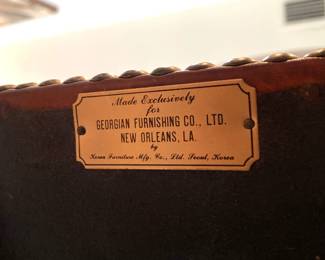 Made Exclusively
for
GEORGIAN FURNISHING CO., LTD.
NEW ORLEANS, LA.
by
Korea Furniture Mfg. Co., Ltd. Seoul, Korea